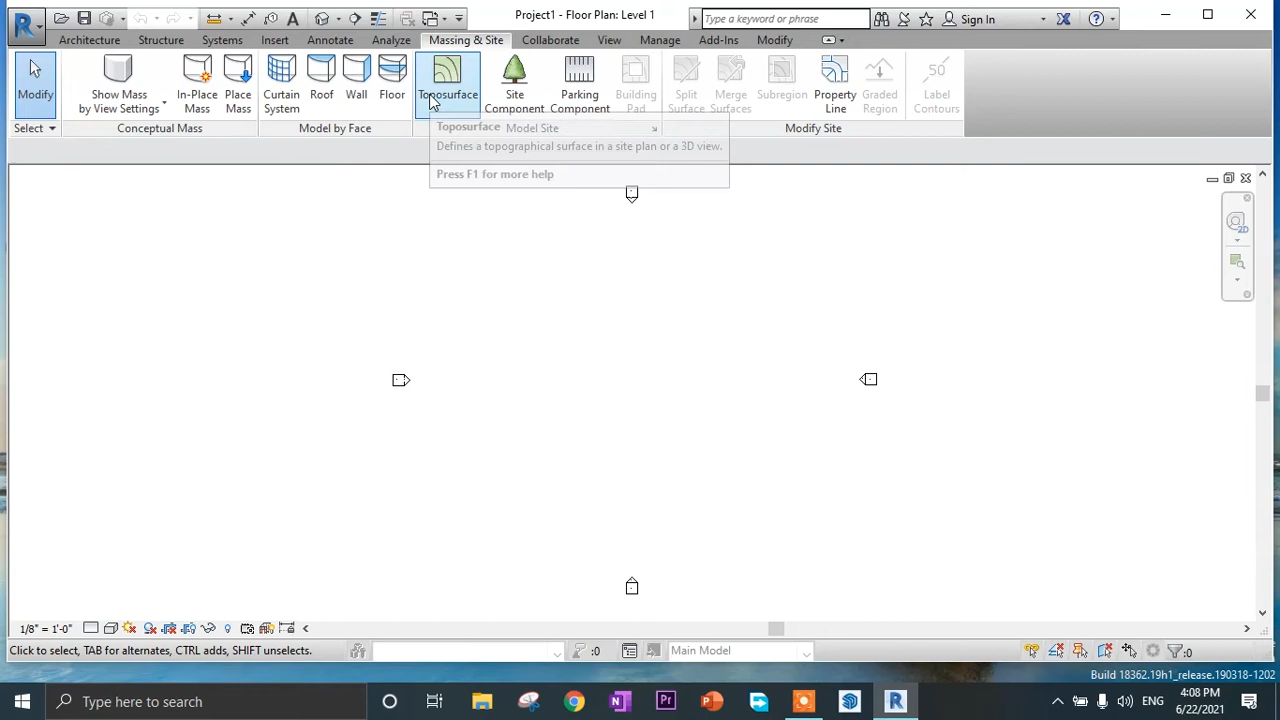 Project1 - Floor Plan: Level 1
Type a keyword or phrase
Sign In
Architecture Structure Systems Insert Annotate Analyze Massing & Site Collaborate View Manage Add-Ins Modify
Modify
Show Mass by View Settings
In-Place Mass
Place Mass
Curtain System
Roof
Wall
Floor
Toposurface
Site Component
Parking Component
Building Pad
Split Surface
Merge Surfaces
Subregion
Property Line
Graded Region
50
Label Contours
Select
Conceptual Mass
Model by Face
Model Site
Modify Site
Toposurface
Defines a topographical surface in a site plan or a 3D view.
Press F1 for more help
2D
1/8" = 1'-0"
Click to select, TAB for alternates, CTRL adds, SHIFT unselects.
:0
Main Model
:0
Build 18362.19h1_release.190318-1202
Type here to search
ENG
4:08 PM
6/22/2021